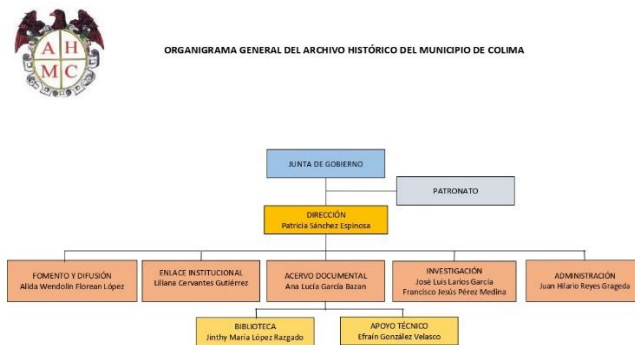 A H
M C
ORGANIGRAMA GENERAL DEL ARCHIVO HISTÓRICO DEL MUNICIPIO DE COLIMA
JUNTA DE GOBIERNO
PATRONATO
DIRECCIÓN
Patricia Sánchez Espinosa
FOMENTO Y DIFUSIÓN
Alida Wendolin Florean López
ENLACE INSTITUCIONAL
Liliana Cervantes Gutiérrez
ACERVO DOCUMENTAL
Ana Lucía García Bazan
INVESTIGACIÓN
José Luis Larios García
Francisco Jesús Pérez Medina
ADMINISTRACIÓN
Juan Hilario Reyes Grageda
BIBLIOTECA
Jinthy María López Razgado
APOYO TÉCNICO
Efraín González Velasco